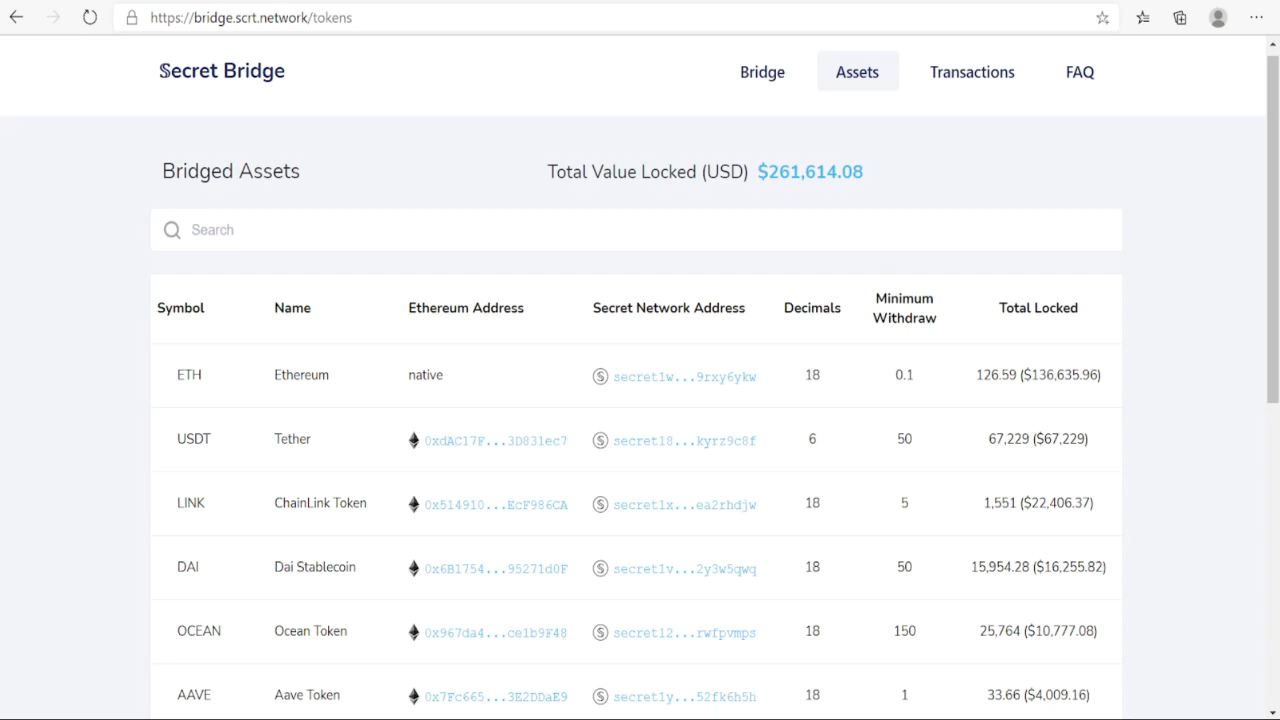 https://bridge.scrt.network/tokens
Secret Bridge
Bridge Assets Transactions FAQ
Bridged Assets Total Value Locked (USD) $261,614.08
Search
Symbol Name Ethereum Address Secret Network Address Decimals Minimum Withdraw Total Locked
ETH Ethereum native secret1w...9rxy6ykw 18 0.1 126.59 ($136,635.96)
USDT Tether 0xdAC17F...3D831ec7 secret18...kyrz9c8f 6 50 67,229 ($67,229)
LINK ChainLink Token 0x514910...EcF986CA secret1x...ea2rhdjw 18 5 1,551 ($22,406.37)
DAI Dai Stablecoin 0x6B1754...95271d0F secret1v...2y3w5qwq 18 50 15,954.28 ($16,255.82)
OCEAN Ocean Token 0x967da4...ce1b9F48 secret12...rwfpvmps 18 150 25,764 ($10,777.08)
AAVE Aave Token 0x7Fc665...3E2DDaE9 secret1y...52fk6h5h 18 1 33.66 ($4,009.16)